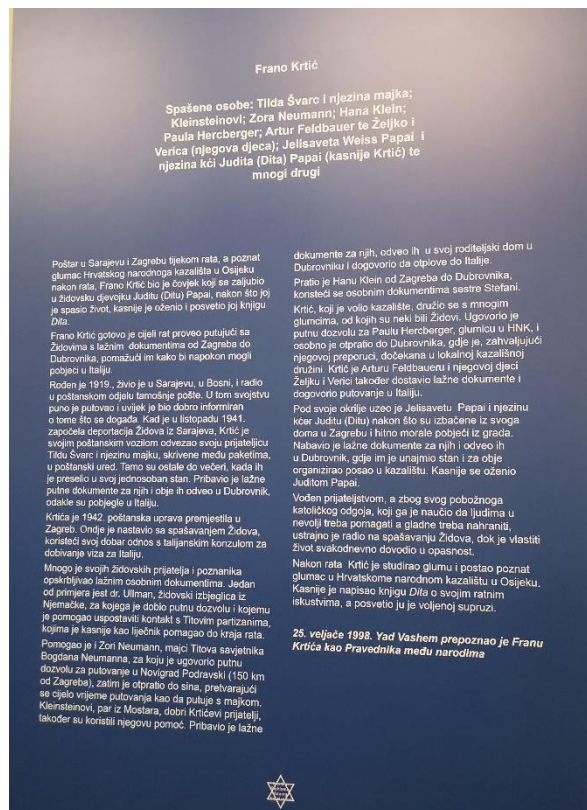 Frano Krtić
Spašene osobe: Tilda Švarc i njezina majka;
Kleinsteinovi; Zora Neumann; Hana Klein;
Paula Hercberger; Artur Feldbauer te Željko i
Verica (njegova djeca); Jelisaveta Weiss Papai i
njezina kći Judita (Dita) Papai (kasnije Krtić) te
mnogi drugi
Poštar u Sarajevu i Zagrebu tijekom rata, a poznat
glumac Hrvatskog narodnoga kazališta u Osijeku
nakon rata, Frano Krtić bio je čovjek koji se zaljubio
u židovsku djevojku Juditu (Ditu) Papai, nakon što joj
je spasio život, kasnije je oženio i posvetio joj knjigu
Dita.
Frano Krtić gotovo je cijeli rat proveo putujući sa
Židovima s lažnim dokumentima od Zagreba do
Dubrovnika, pomažući im kako bi napokon mogli
pobjeći u Italiju.
Rođen je 1919., živio je u Sarajevu, u Bosni, i radio
u poštanskom odjelu tamošnje pošte. U tom svojstvu
puno je putovao i uvijek je bio dobro informiran
o tome što se događa. Kad je u listopadu 1941.
započela deportacija Židova iz Sarajeva, Krtić je
svojim poštanskim vozilom odvezao svoju prijateljicu
Tildu Švarc i njezinu majku, skrivene među paketima,
u poštanski ured. Tamo su ostale do večeri, kada ih
je preselio u svoj jednosoban stan. Pribavio je lažne
putne dokumente za njih i obje ih odveo u Dubrovnik,
odakle su pobjegle u Italiju.
Krtića je 1942. poštanska uprava premjestila u
Zagreb. Ondje je nastavio sa spašavanjem Židova,
koristeći svoj dobar odnos s talijanskim konzulom za
dobivanje viza za Italiju.
Mnogo je svojih židovskih prijatelja i poznanika
opskrbljivao lažnim osobnim dokumentima. Jedan
od primjera jest dr. Ullman, židovski izbjeglica iz
Njemačke, za kojega je dobio putnu dozvolu i kojemu
je pomogao uspostaviti kontakt s Titovim partizanima,
kojima je kasnije kao liječnik pomagao do kraja rata.
Pomogao je i Zori Neumann, majci Titova savjetnika
Bogdana Neumanna, za koju je ugovorio putnu
dozvolu za putovanje u Novigrad Podravski (150 km
od Zagreba), zatim je otpratio do sina, pretvarajući
se cijelo vrijeme putovanja kao da putuje s majkom.
Kleinsteinovi, par iz Mostara, dobri Krtićevi prijatelji,
također su koristili njegovu pomoć. Pribavio je lažne
dokumente za njih, odveo ih u svoj roditeljski dom u
Dubrovniku i dogovorio da otplove do Italije.
Pratio je Hanu Klein od Zagreba do Dubrovnika,
koristeći se osobnim dokumentima sestre Stefani.
Krtić, koji je volio kazalište, družio se s mnogim
glumcima, od kojih su neki bili Židovi. Ugovorio je
putnu dozvolu za Paulu Hercberger, glumicu u HNK, i
osobno je otpratio do Dubrovnika, gdje je, zahvaljujući
njegovoj preporuci, dočekana u lokalnoj kazališnoj
družini. Krtić je Arturu Feldbaueru i njegovoj djeci
Željku i Verici također dostavio lažne dokumente i
dogovorio putovanje u Italiju.
Pod svoje okrilje uzeo je Jelisavetu Papai i njezinu
kćar Juditu (Ditu) nakon što su izbačene iz svoga
doma u Zagrebu i hitno morale pobjeći iz grada.
Nabavio je lažne dokumente za njih i odveo ih
u Dubrovnik, gdje im je unajmio stan i za obje
organizirao posao u kazalištu. Kasnije se oženio
Juditom Papai.
Vođen prijateljstvom, a zbog svog pobožnoga
katoličkog odgoja, koji ga je naučio da ljudima u
nevolji treba pomagati a gladne treba nahraniti,
ustrajno je radio na spašavanju Židova, dok je vlastiti
život svakodnevno dovodio u opasnost.
Nakon rata Krtić je studirao glumu i postao poznat
glumac u Hrvatskome narodnom kazalištu u Osijeku.
Kasnije je napisao knjigu Dita o svojim ratnim
iskustvima, a posvetio ju je voljenoj supruzi.
25. veljače 1998. Yad Vashem prepoznao je Franu
Krtića kao Pravednika među narodima